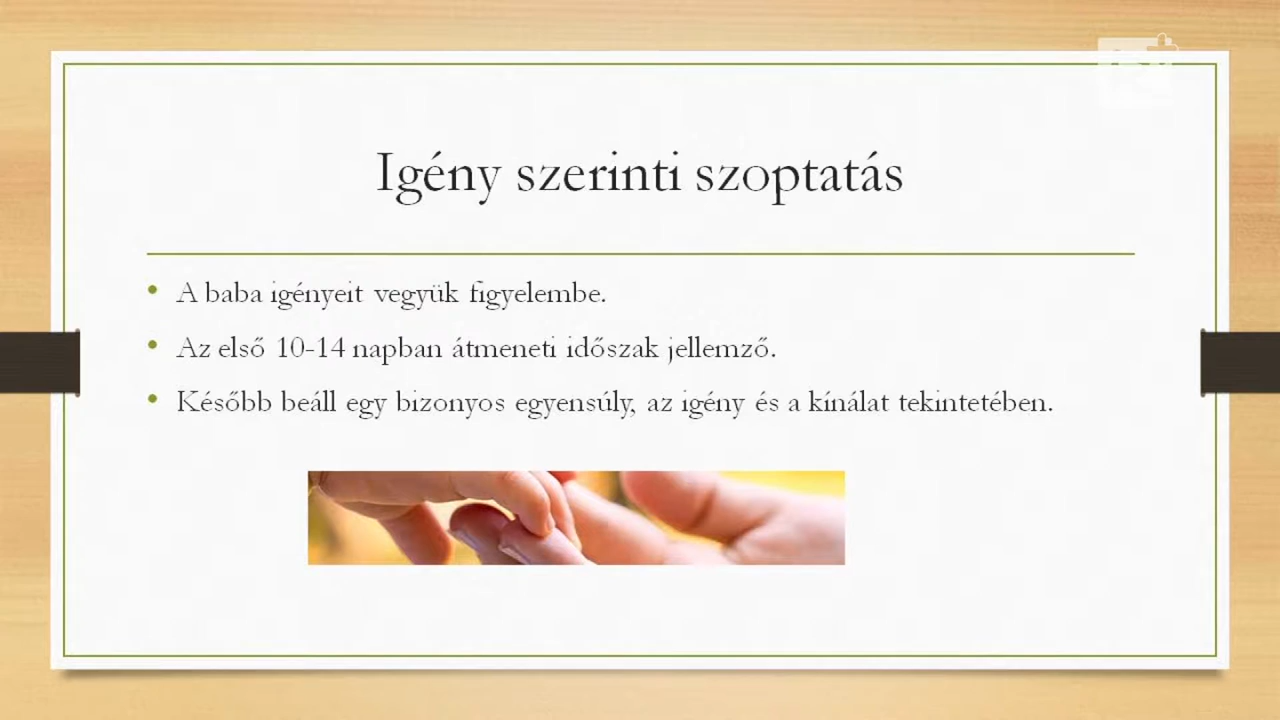 Igény szerinti szoptatás
• A baba igényeit vegyük figyelembe.
• Az első 10-14 napban átmeneti időszak jellemző.
• Később beáll egy bizonyos egyensúly, az igény és a kínálat tekintetében.